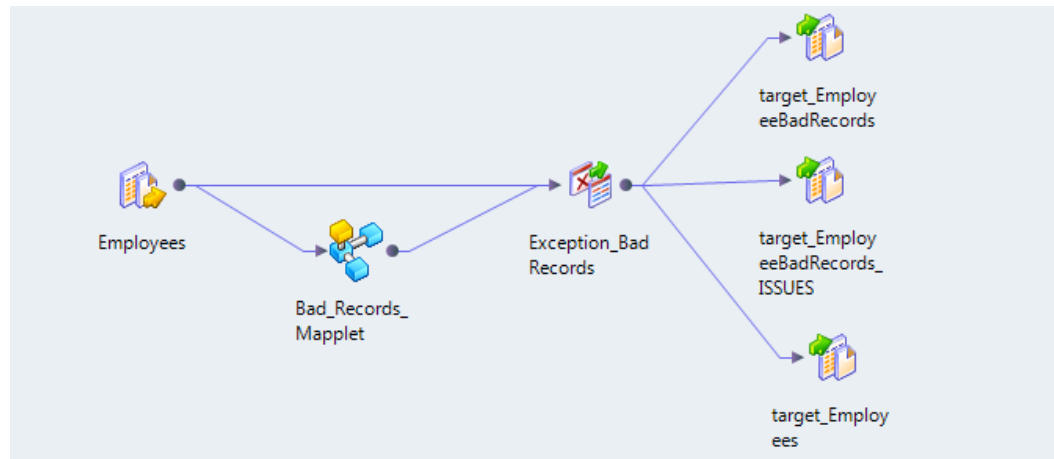 target_Employ
eeBadRecords
Employees
Exception_Bad
Records
target_Employ
eeBadRecords_
ISSUES
Bad_Records_
Mapplet
target_Employ
ees